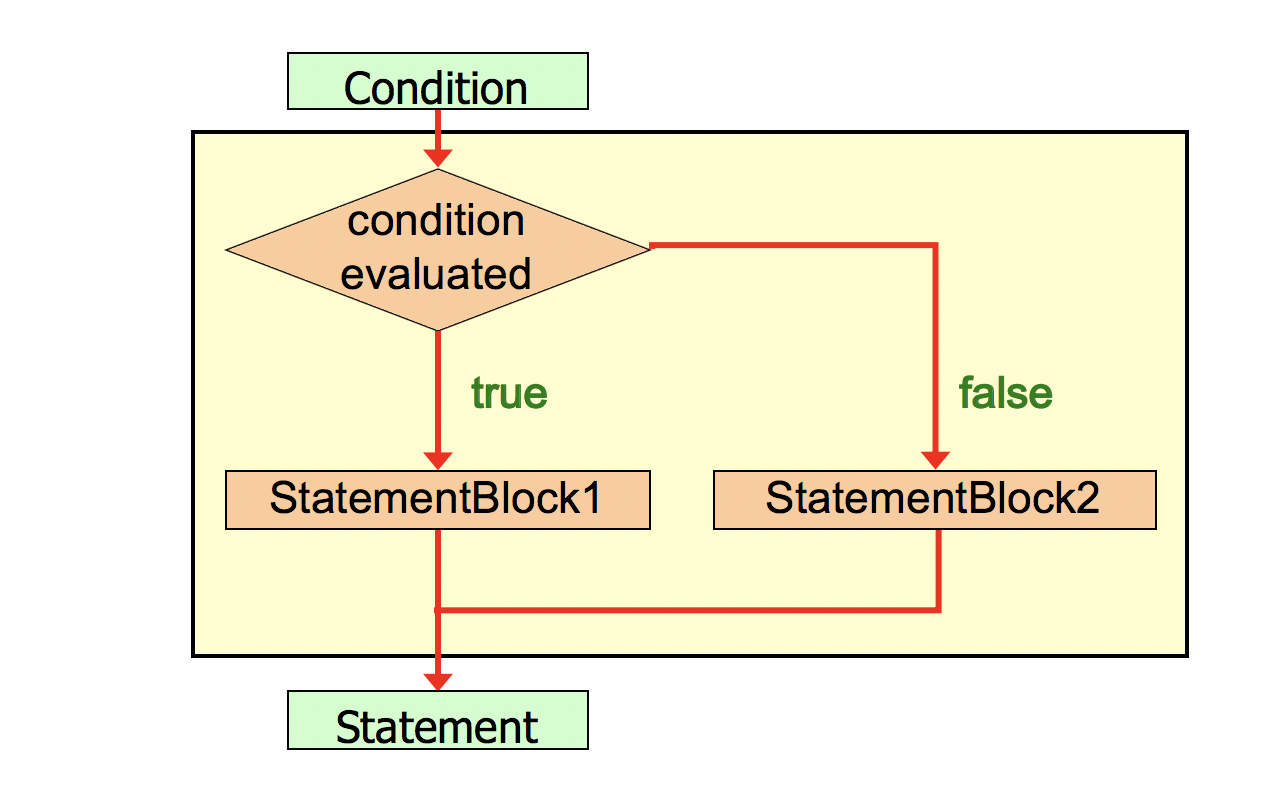 Condition
condition
evaluated
true
false
StatementBlock1
StatementBlock2
Statement